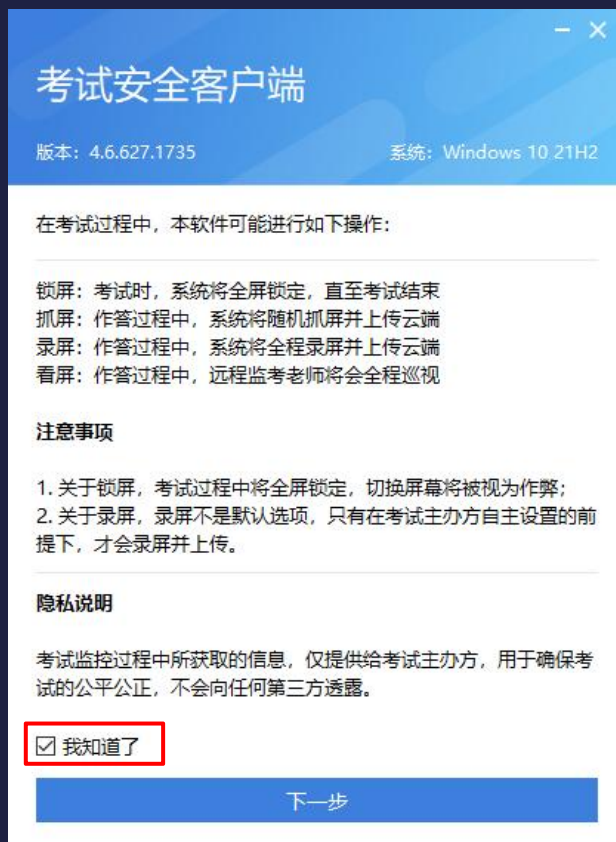 考试安全客户端
版本：4.6.627.1735 系统：Windows 10 21H2
在考试过程中，本软件可能进行如下操作：
锁屏：考试时，系统将全屏锁定，直至考试结束
抓屏：作答过程中，系统将随机抓屏并上传云端
录屏：作答过程中，系统将全程录屏并上传云端
看屏：作答过程中，远程监考老师将会全程巡视
注意事项
1. 关于锁屏，考试过程中将全屏锁定，切换屏幕将被视为作弊；
2. 关于录屏，录屏不是默认选项，只有在考试主办方自主设置的前
提下，才会录屏并上传。
隐私说明
考试监控过程中所获取的信息，仅提供给考试主办方，用于确保考
试的公平公正，不会向任何第三方透露。
我知道了
下一步